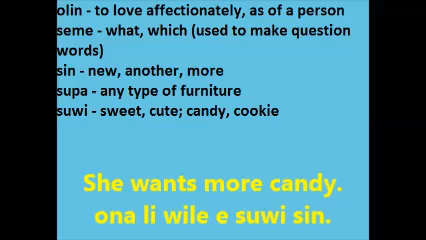 olin - to love affectionately, as of a person
seme - what, which (used to make question
words)
sin - new, another, more
supa - any type of furniture
suwi - sweet, cute; candy, cookie
She wants more candy.
ona li wile e suwi sin.